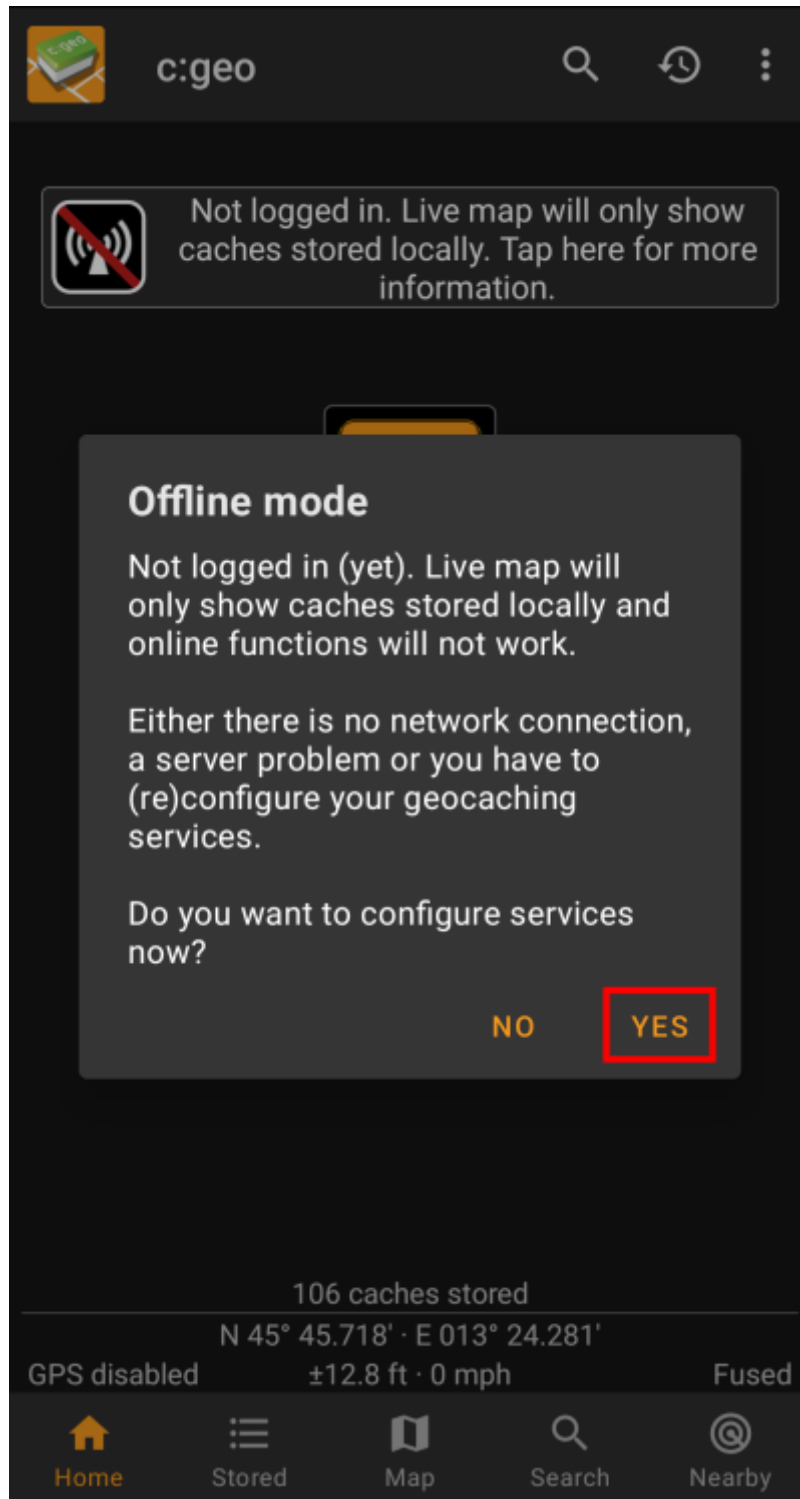 c:geo
c:geo
Not logged in. Live map will only show
caches stored locally. Tap here for more
information.
Offline mode
Not logged in (yet). Live map will
only show caches stored locally and
online functions will not work.
Either there is no network connection,
a server problem or you have to
(re)configure your geocaching
services.
Do you want to configure services
now?
NO YES
106 caches stored
N 45° 45.718' · E 013° 24.281'
GPS disabled ±12.8 ft · 0 mph Fused
Home Stored Map Search Nearby